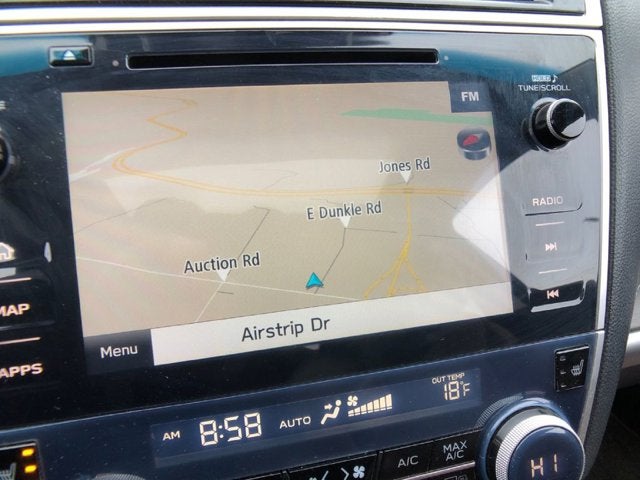 FM
HOLD ♪
TUNE/SCROLL
Jones Rd
E Dunkle Rd
Auction Rd
RADIO
MAP
Menu
Airstrip Dr
APPS
AM 8:58 AUTO
OUT TEMP
18°F
A/C
MAX
A/C
HI